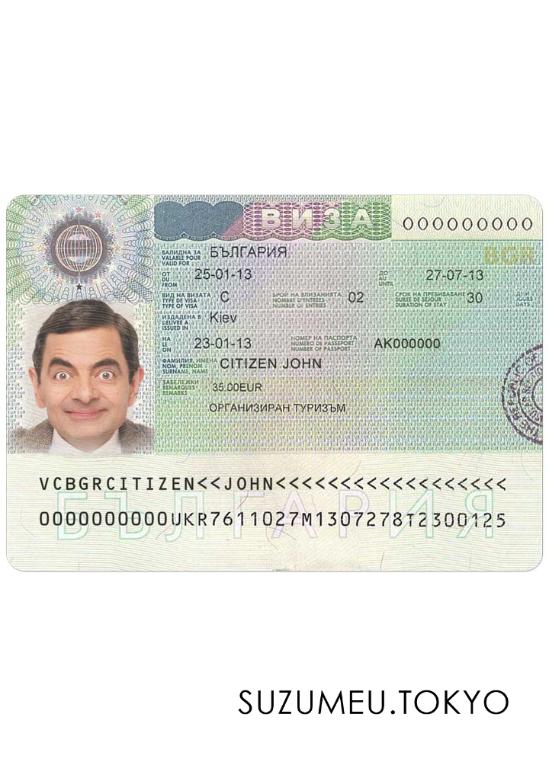 ВИЗА 000000000
ВАЛИДНА ЗА
VALABLE POUR
VALID FOR
БЪЛГАРИЯ
BGR
ОТ
DU
FROM
25-01-13
ДО
AU
UNTIL
27-07-13
ВИД НА ВИЗАТА
TYPE DE VISA
TYPE OF VISA
C
БРОЙ НА ВЛИЗАНИЯТА
NOMBRE D'ENTREES
NUMBER OF ENTRIES
02
СРОК НА ПРЕБИВАВАНЕ
DUREE DE SEJOUR
DURATION OF STAY
30
ДНИ
JOURS
DAYS
ИЗДАДЕНА В
DELIVRE A
ISSUED IN
Kiev
НА
LE
ON
23-01-13
НОМЕР НА ПАСПОРТА
NUMERO DE PASSEPORT
NUMBER OF PASSPORT
AK000000
ФАМИЛИЯ, ИМЕНА
NOM, PRENOM
SURNAME, NAME
CITIZEN JOHN
ЗАБЕЛЕЖКИ
REMARQUES
REMARKS
35.00EUR
ОРГАНИЗИРАН ТУРИЗЪМ
VCBGRCITIZEN<<JOHN<<<<<<<<<<<<<<<<<<
БЪЛГАРИЯ
0000000000UKR7611027M1307278T2300125
SUZUMEU.TOKYO